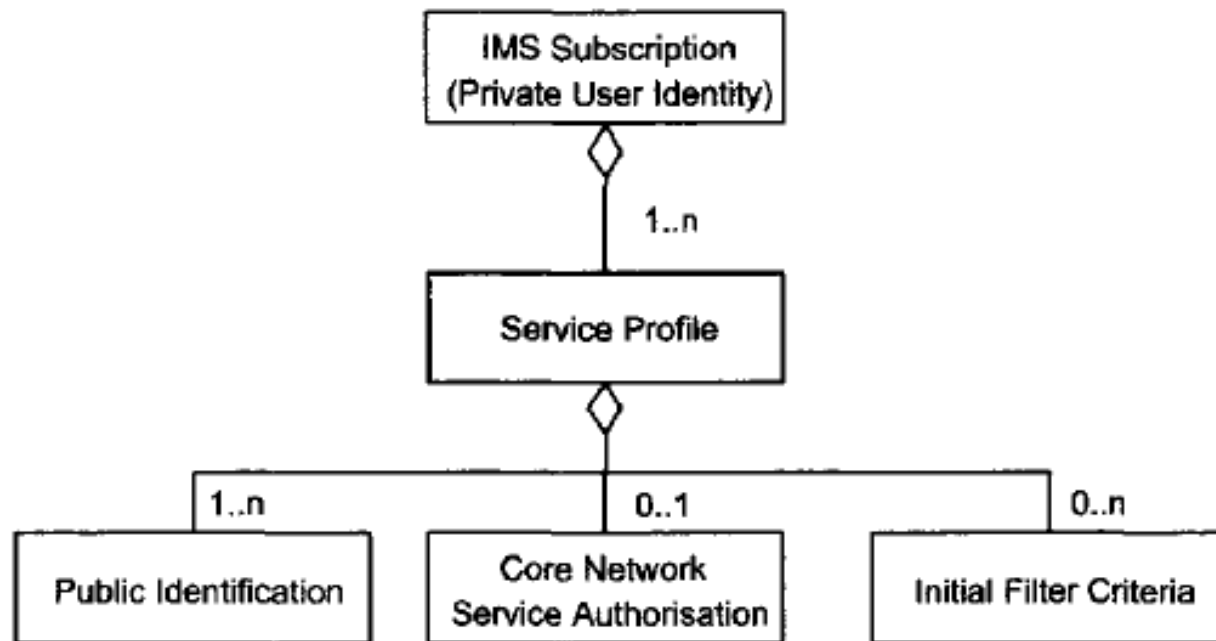 IMS Subscription
(Private User Identity)
1..n
Service Profile
1..n
0..1
0..n
Public Identification
Core Network
Service Authorisation
Initial Filter Criteria